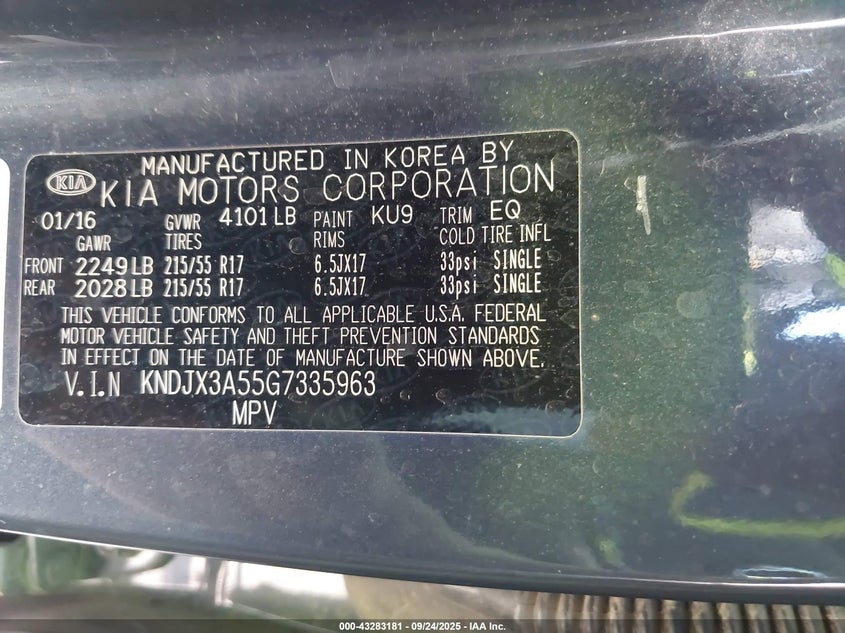 MANUFACTURED IN KOREA BY
KIA KIA MOTORS CORPORATION
01/16 GVWR 4101 LB PAINT KU9 TRIM EQ
GAWR TIRES RIMS COLD TIRE INFL
FRONT 2249 LB 215/55 R17 6.5JX17 33psi SINGLE
REAR 2028 LB 215/55 R17 6.5JX17 33psi SINGLE
THIS VEHICLE CONFORMS TO ALL APPLICABLE U.S.A. FEDERAL
MOTOR VEHICLE SAFETY AND THEFT PREVENTION STANDARDS
IN EFFECT ON THE DATE OF MANUFACTURE SHOWN ABOVE.
V.I.N KNDJX3A55G7335963
MPV
000-43283181 - 09/24/2025 - IAA Inc.